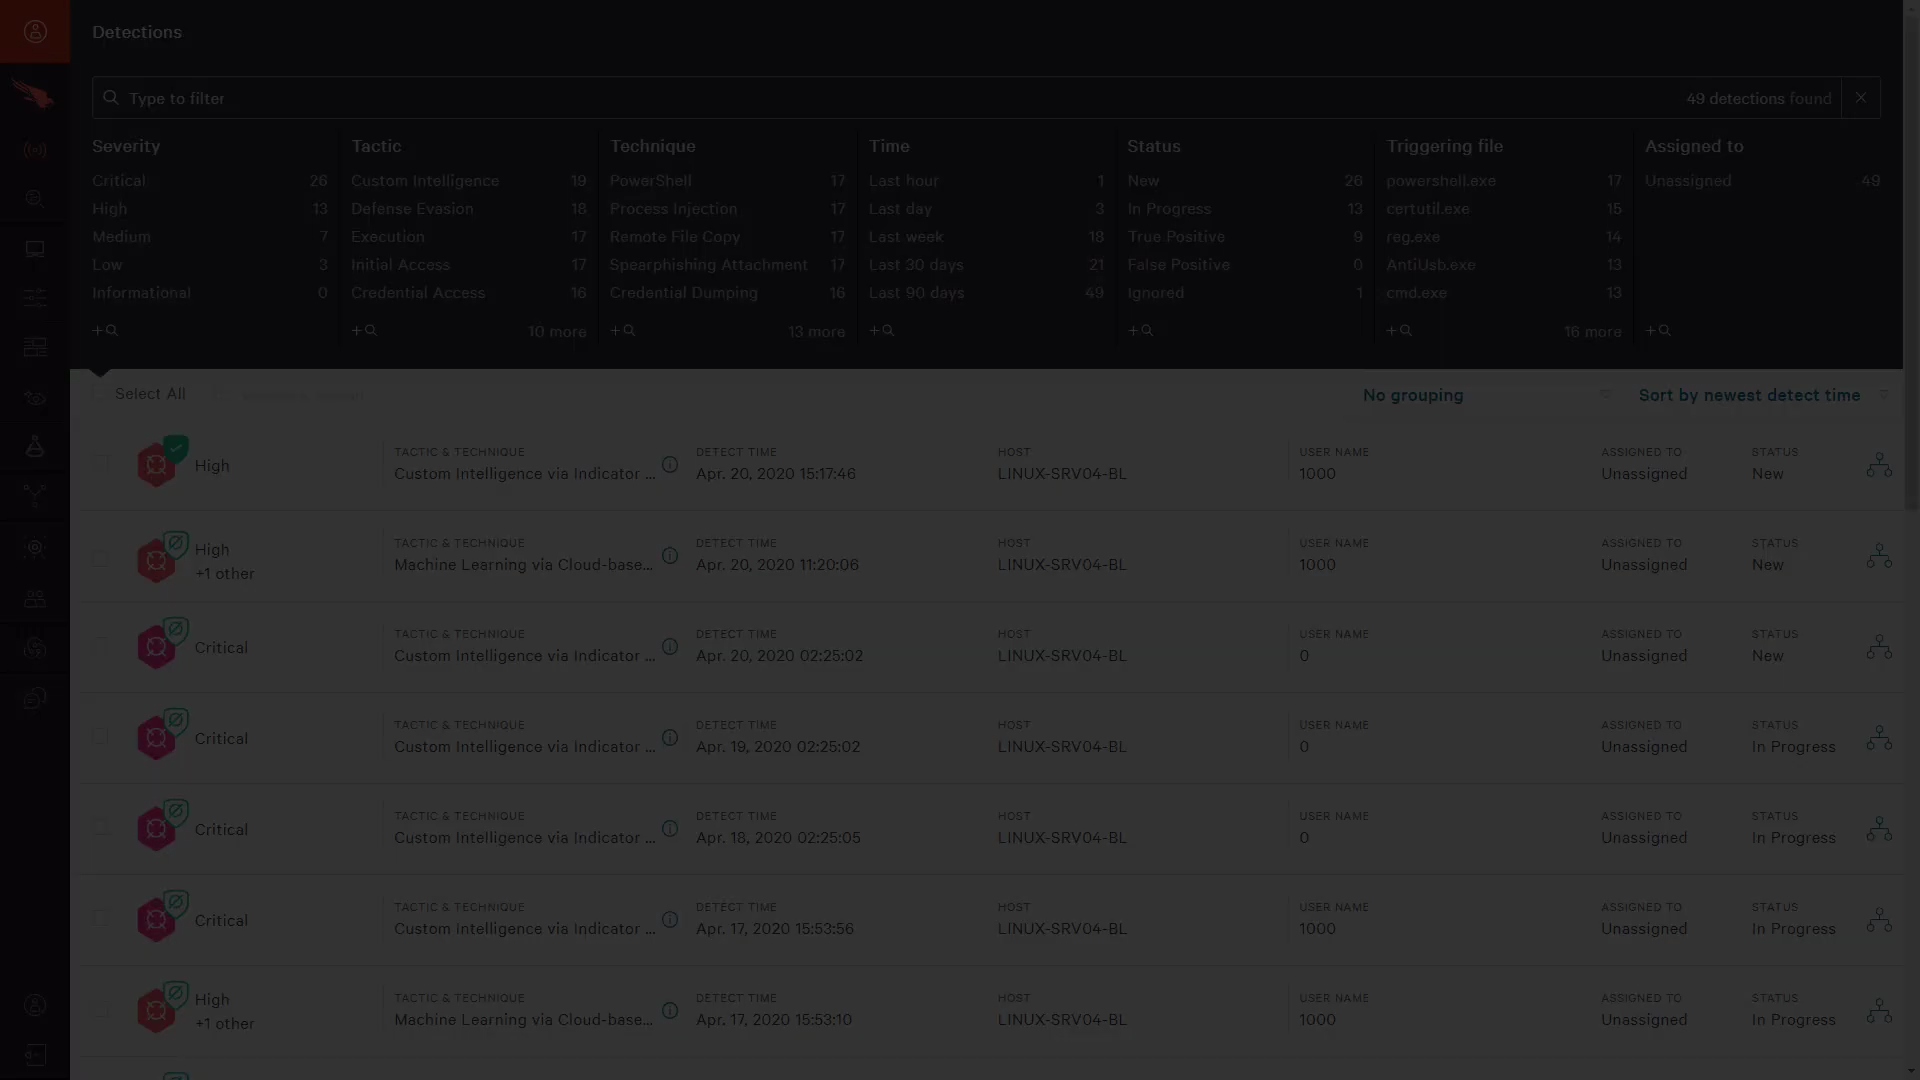 Detections
Type to filter
49 detections found
Severity
Critical 26
High 13
Medium 7
Low 3
Informational 0
Tactic
Custom Intelligence 19
Defense Evasion 18
Execution 17
Initial Access 17
Credential Access 16
10 more
Technique
PowerShell 17
Process Injection 17
Remote File Copy 17
Spearphishing Attachment 17
Credential Dumping 16
13 more
Time
Last hour 1
Last day 3
Last week 18
Last 30 days 21
Last 90 days 49
Status
New 26
In Progress 13
True Positive 9
False Positive 0
Ignored 1
Triggering file
powershell.exe 17
certutil.exe 15
reg.exe 14
AntiUsb.exe 13
cmd.exe 13
16 more
Assigned to
Unassigned 49
Select All
No grouping
Sort by newest detect time
High
TACTIC & TECHNIQUE
Custom Intelligence via Indicator ...
DETECT TIME
Apr. 20, 2020 15:17:46
HOST
LINUX-SRV04-BL
USER NAME
1000
ASSIGNED TO
Unassigned
STATUS
New
High
+1 other
TACTIC & TECHNIQUE
Machine Learning via Cloud-base...
DETECT TIME
Apr. 20, 2020 11:20:06
HOST
LINUX-SRV04-BL
USER NAME
1000
ASSIGNED TO
Unassigned
STATUS
New
Critical
TACTIC & TECHNIQUE
Custom Intelligence via Indicator ...
DETECT TIME
Apr. 20, 2020 02:25:02
HOST
LINUX-SRV04-BL
USER NAME
0
ASSIGNED TO
Unassigned
STATUS
New
Critical
TACTIC & TECHNIQUE
Custom Intelligence via Indicator ...
DETECT TIME
Apr. 19, 2020 02:25:02
HOST
LINUX-SRV04-BL
USER NAME
0
ASSIGNED TO
Unassigned
STATUS
In Progress
Critical
TACTIC & TECHNIQUE
Custom Intelligence via Indicator ...
DETECT TIME
Apr. 18, 2020 02:25:05
HOST
LINUX-SRV04-BL
USER NAME
0
ASSIGNED TO
Unassigned
STATUS
In Progress
Critical
TACTIC & TECHNIQUE
Custom Intelligence via Indicator ...
DETECT TIME
Apr. 17, 2020 15:53:56
HOST
LINUX-SRV04-BL
USER NAME
1000
ASSIGNED TO
Unassigned
STATUS
In Progress
High
+1 other
TACTIC & TECHNIQUE
Machine Learning via Cloud-base...
DETECT TIME
Apr. 17, 2020 15:53:10
HOST
LINUX-SRV04-BL
USER NAME
1000
ASSIGNED TO
Unassigned
STATUS
In Progress